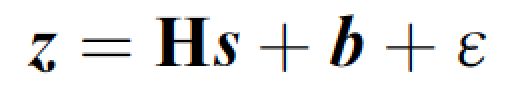 z = Hs + b + ε